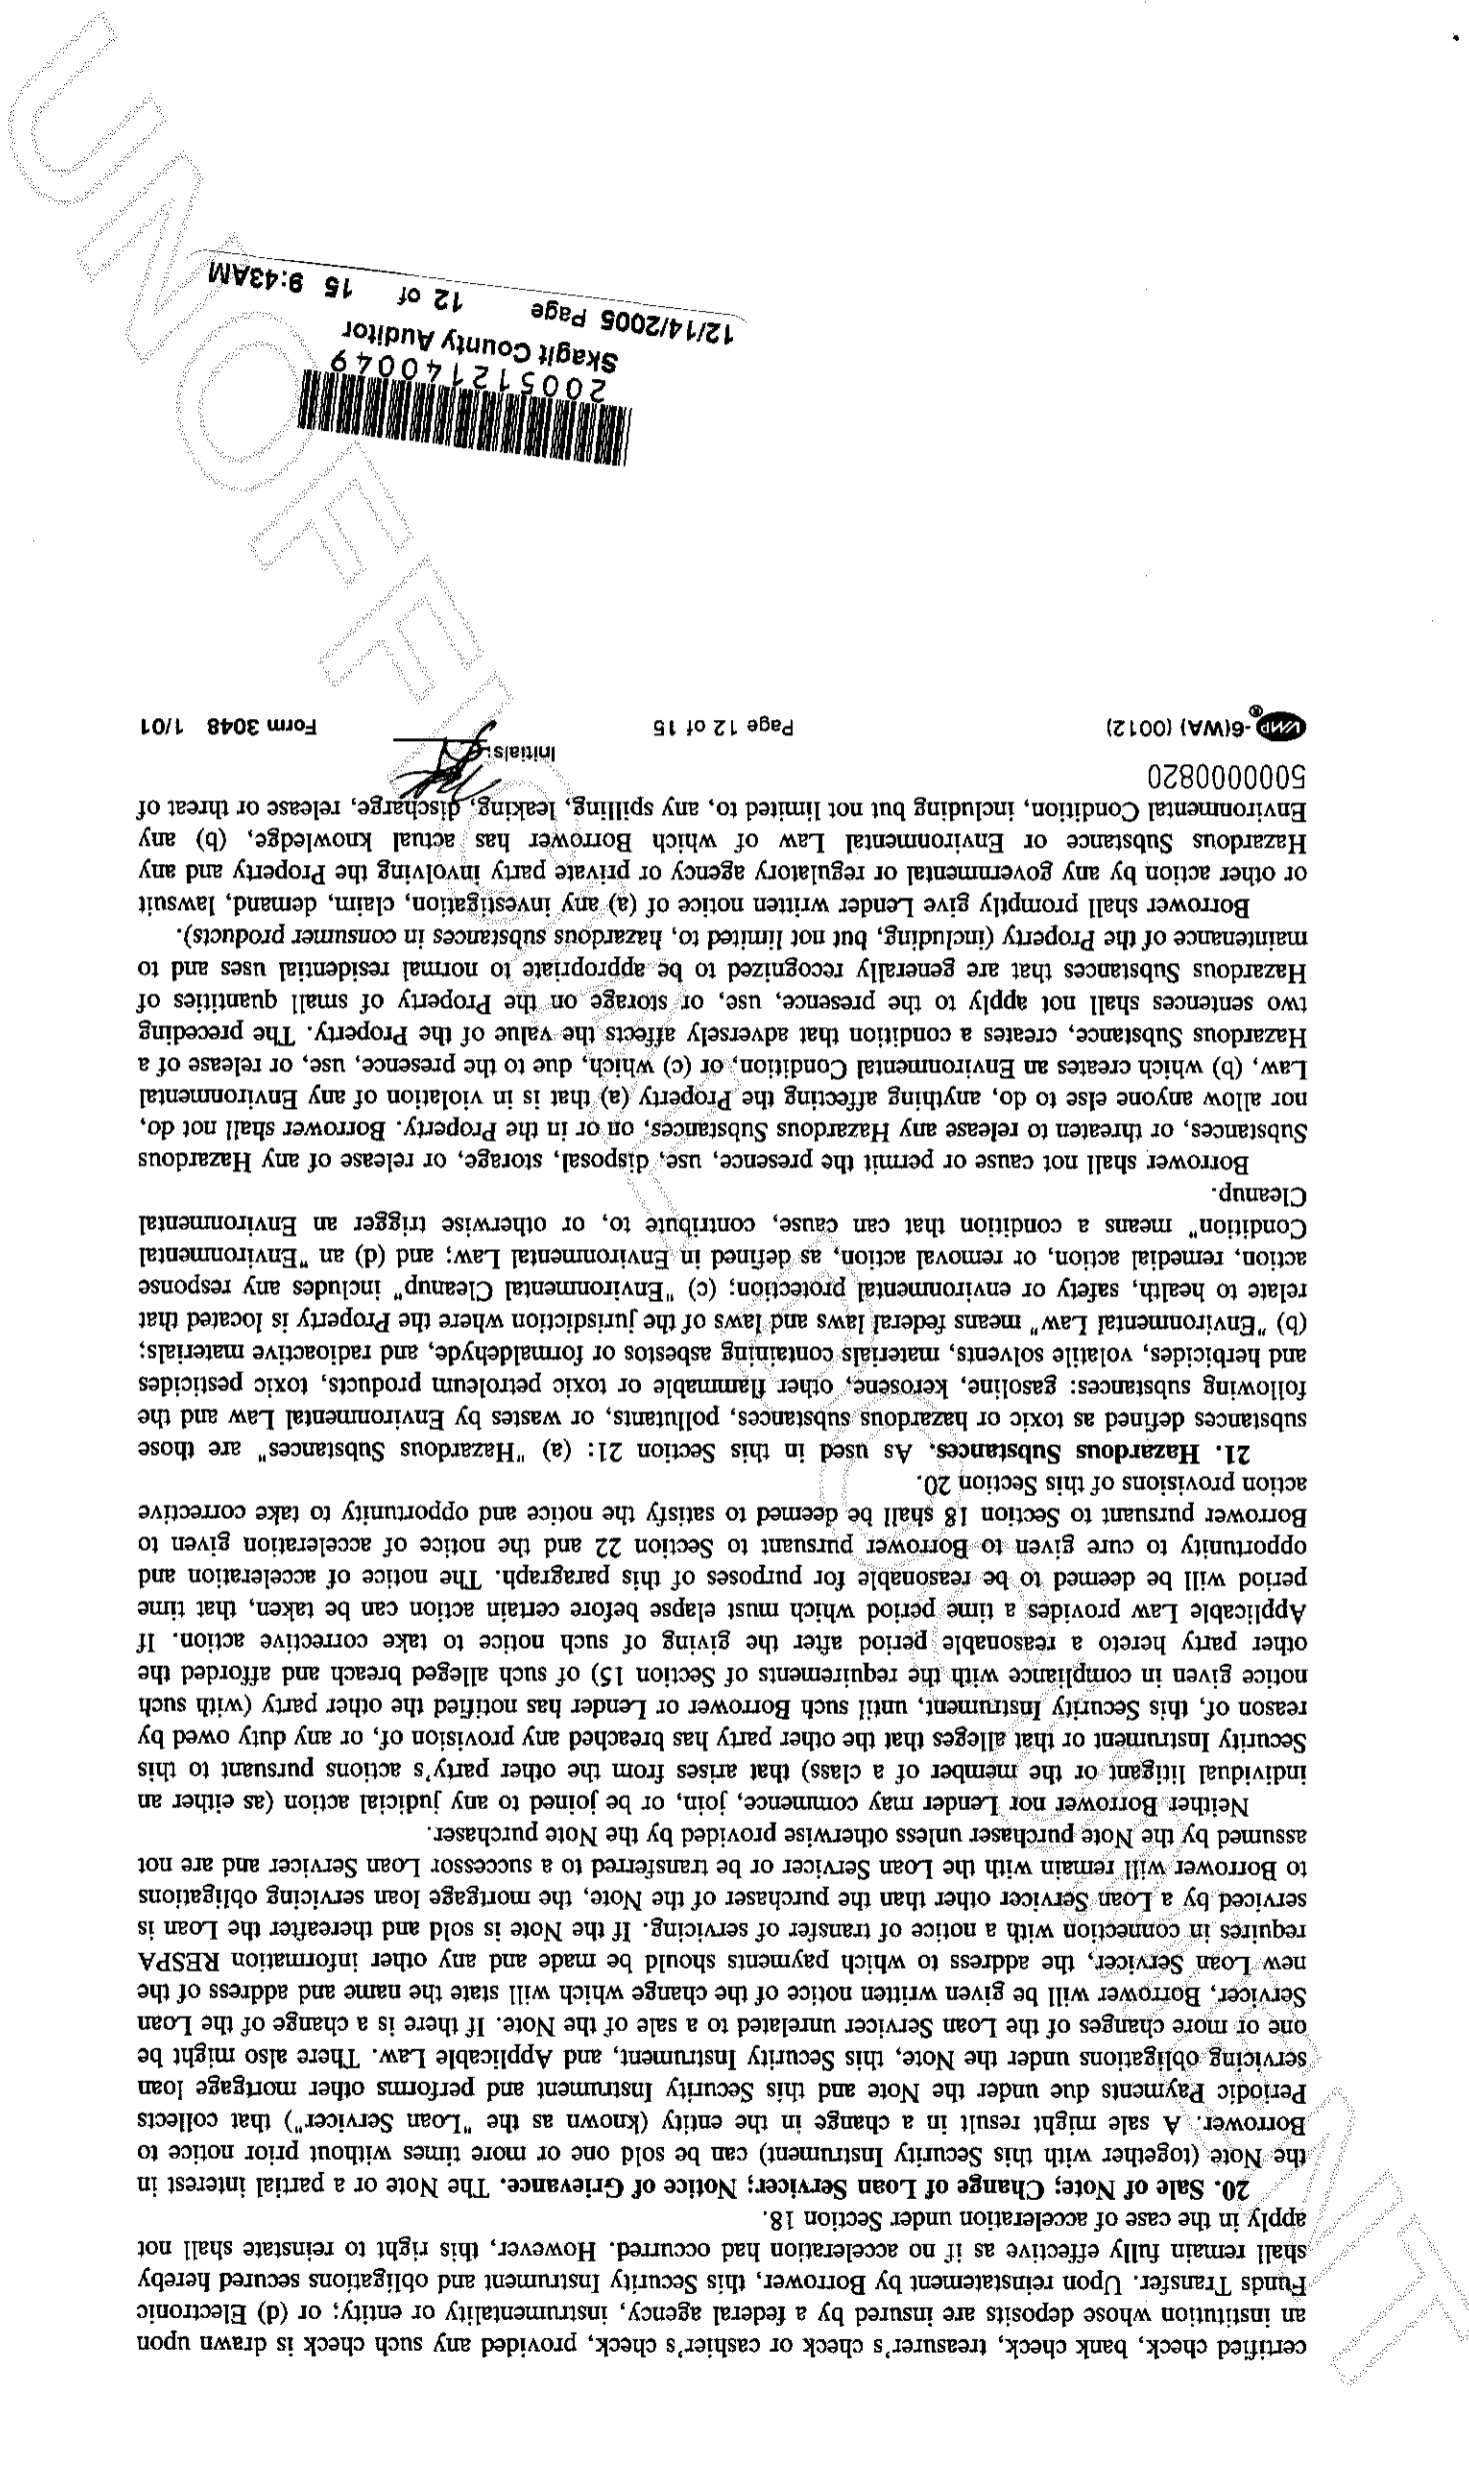 certified check, bank check, treasurer's check or cashier's check, provided any such check is drawn upon
an institution whose deposits are insured by a federal agency, instrumentality or entity; or (d) Electronic
Funds Transfer. Upon reinstatement by Borrower, this Security Instrument and obligations secured hereby
shall remain fully effective as if no acceleration had occurred. However, this right to reinstate shall not
apply in the case of acceleration under Section 18.
20. Sale of Note; Change of Loan Servicer; Notice of Grievance. The Note or a partial interest in
the Note (together with this Security Instrument) can be sold one or more times without prior notice to
Borrower. A sale might result in a change in the entity (known as the "Loan Servicer") that collects
Periodic Payments due under the Note and this Security Instrument and performs other mortgage loan
servicing obligations under the Note, this Security Instrument, and Applicable Law. There also might be
one or more changes of the Loan Servicer unrelated to a sale of the Note. If there is a change of the Loan
Servicer, Borrower will be given written notice of the change which will state the name and address of the
new Loan Servicer, the address to which payments should be made and any other information RESPA
requires in connection with a notice of transfer of servicing. If the Note is sold and thereafter the Loan is
serviced by a Loan Servicer other than the purchaser of the Note, the mortgage loan servicing obligations
to Borrower will remain with the Loan Servicer or be transferred to a successor Loan Servicer and are not
assumed by the Note purchaser unless otherwise provided by the Note purchaser.
Neither Borrower nor Lender may commence, join, or be joined to any judicial action (as either an
individual litigant or the member of a class) that arises from the other party's actions pursuant to this
Security Instrument or that alleges that the other party has breached any provision of, or any duty owed by
reason of, this Security Instrument, until such Borrower or Lender has notified the other party (with such
notice given in compliance with the requirements of Section 15) of such alleged breach and afforded the
other party hereto a reasonable period after the giving of such notice to take corrective action. If
Applicable Law provides a time period which must elapse before certain action can be taken, that time
period will be deemed to be reasonable for purposes of this paragraph. The notice of acceleration and
opportunity to cure given to Borrower pursuant to Section 22 and the notice of acceleration given to
Borrower pursuant to Section 18 shall be deemed to satisfy the notice and opportunity to take corrective
action provisions of this Section 20.
21. Hazardous Substances. As used in this Section 21: (a) "Hazardous Substances" are those
substances defined as toxic or hazardous substances, pollutants, or wastes by Environmental Law and the
following substances: gasoline, kerosene, other flammable or toxic petroleum products, toxic pesticides
and herbicides, volatile solvents, materials containing asbestos or formaldehyde, and radioactive materials;
(b) "Environmental Law" means federal laws and laws of the jurisdiction where the Property is located that
relate to health, safety or environmental protection; (c) "Environmental Cleanup" includes any response
action, remedial action, or removal action, as defined in Environmental Law; and (d) an "Environmental
Condition" means a condition that can cause, contribute to, or otherwise trigger an Environmental
Cleanup.
Borrower shall not cause or permit the presence, use, disposal, storage, or release of any Hazardous
Substances, or threaten to release any Hazardous Substances, on or in the Property. Borrower shall not do,
nor allow anyone else to do, anything affecting the Property (a) that is in violation of any Environmental
Law, (b) which creates an Environmental Condition, or (c) which, due to the presence, use, or release of a
Hazardous Substance, creates a condition that adversely affects the value of the Property. The preceding
two sentences shall not apply to the presence, use, or storage on the Property of small quantities of
Hazardous Substances that are generally recognized to be appropriate to normal residential uses and to
maintenance of the Property (including, but not limited to, hazardous substances in consumer products).
Borrower shall promptly give Lender written notice of (a) any investigation, claim, demand, lawsuit
or other action by any governmental or regulatory agency or private party involving the Property and any
Hazardous Substance or Environmental Law of which Borrower has actual knowledge, (b) any
Environmental Condition, including but not limited to, any spilling, leaking, discharge, release or threat of
5000000820
Initials:
VMP®-6(WA) (0012) Page 12 of 15 Form 3048 1/01
200512140049
Skagit County Auditor
12/14/2005 Page 12 of 15 9:43AM
UNOFFICIAL DOCUMENT